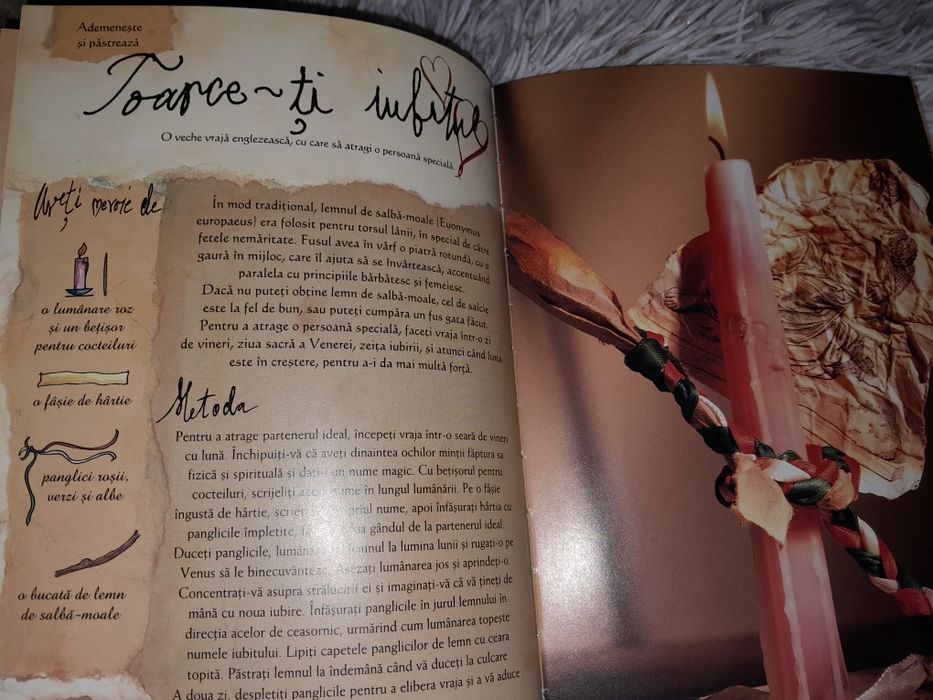 Ademenește
și păstrează
Toarce-ți iubitul
O veche vrajă englezească, cu care să atragi o persoană specială.
Aveți nevoie de
o lumânare roz
și un bețișor
pentru cocteiluri
o fâșie de hârtie
panglici roșii,
verzi și albe
o bucată de lemn
de salbă-moale
În mod tradițional, lemnul de salbă-moale (Euonymus
europaeus) era folosit pentru torsul lânii, în special de către
fetele nemăritate. Fusul avea în vârf o piatră rotundă, cu o
gaură în mijloc, care îl ajuta să se învârtească, accentuând
paralela cu principiile bărbătesc și femeiesc.
Dacă nu puteți obține lemn de salbă-moale, cel de salcie
este la fel de bun, sau puteți cumpăra un fus gata făcut.
Pentru a atrage o persoană specială, faceți vraja într-o zi
de vineri, ziua sacră a Venerei, zeița iubirii, și atunci când luna
este în creștere, pentru a-i da mai multă forță.
Metoda
Pentru a atrage partenerul ideal, începeți vraja într-o seară de vineri
cu lună. Închipuiți-vă că aveți dinaintea ochilor minții făptura sa
fizică și spirituală și dați-i un nume magic. Cu bețișorul pentru
cocteiluri, scrijeliți acest nume în lungul lumânării. Pe o fâșie
îngustă de hârtie, scrieți propriul nume, apoi înfășurați hârtia cu
panglicile împletite, gândul de la partenerul ideal.
Duceți panglicile, lumânarea și lemnul la lumina lunii și rugați-o pe
Venus să le binecuvânteze. Așezați lumânarea jos și aprindeți-o.
Concentrați-vă asupra strălucirii ei și imaginați-vă că vă țineți de
mână cu noua iubire. Înfășurați panglicile în jurul lemnului în
direcția acelor de ceasornic, urmărind cum lumânarea topește
numele iubitului. Lipiți capetele panglicilor de lemn cu ceara
topită. Păstrați lemnul la îndemână când vă duceți la culcare.
A doua zi, despletiți panglicile pentru a elibera vraja și a vă aduce